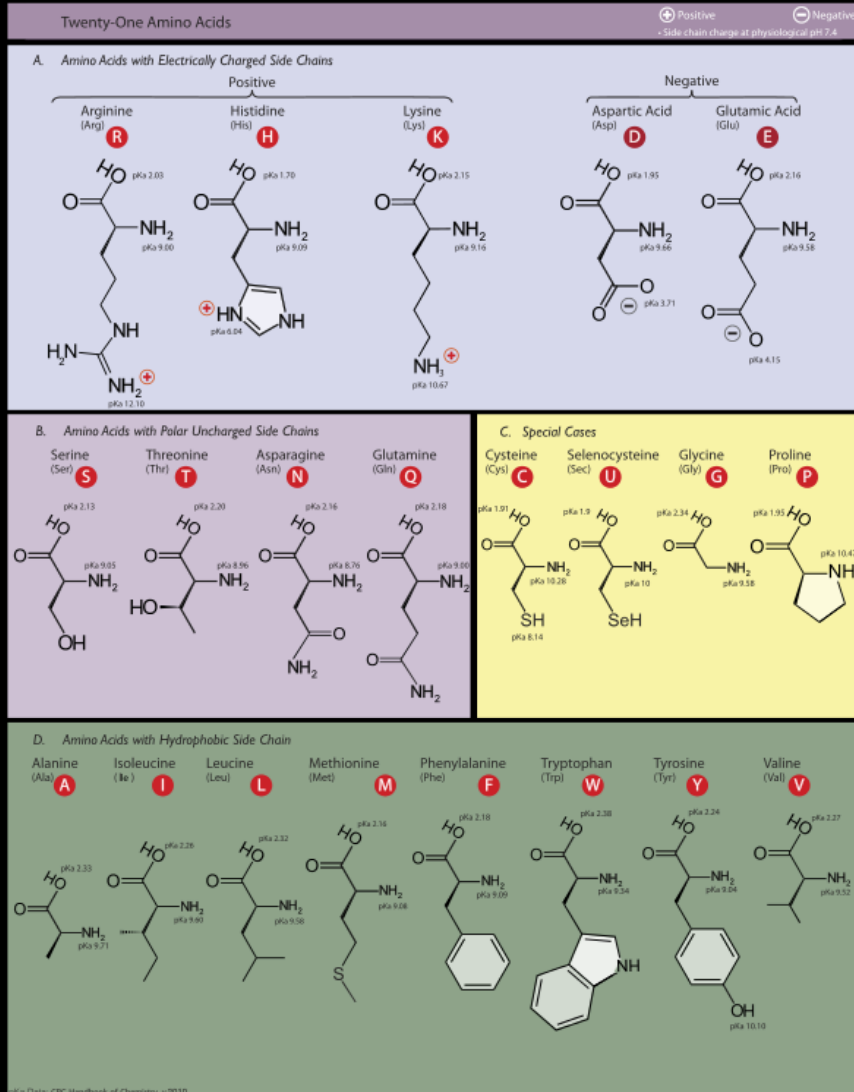 Twenty-One Amino Acids
+ Positive − Negative
• Side chain charge at physiological pH 7.4
A. Amino Acids with Electrically Charged Side Chains
Positive Negative
Arginine Histidine Lysine Aspartic Acid Glutamic Acid
(Arg) (His) (Lys) (Asp) (Glu)
R H K D E
HO pKa 2.03 HO pKa 1.70 HO pKa 2.15 HO pKa 1.95 HO pKa 2.16
O O O O O
NH2 NH2 NH2 NH2 NH2
pKa 9.00 pKa 9.09 pKa 9.16 pKa 9.66 pKa 9.58
O
+ HN NH − pKa 3.71
O O
pKa 6.04
NH − O
H2N NH3 + pKa 4.15
NH2 + pKa 10.67
pKa 12.10
B. Amino Acids with Polar Uncharged Side Chains
Serine Threonine Asparagine Glutamine
(Ser) (Thr) (Asn) (Gln)
S T N Q
pKa 2.13 pKa 2.20 pKa 2.16 pKa 2.18
HO HO HO HO
O O O O
pKa 9.05 pKa 8.96 pKa 8.76 pKa 9.00
NH2 NH2 NH2 NH2
HO
OH O O
NH2 NH2
C. Special Cases
Cysteine Selenocysteine Glycine Proline
(Cys) (Sec) (Gly) (Pro)
C U G P
pKa 1.91 HO pKa 1.9 HO pKa 2.34 HO pKa 1.95 HO
O O O O
NH2 NH2 NH2 NH
pKa 10.28 pKa 10 pKa 9.58 pKa 10.47
SH SeH
pKa 8.14
D. Amino Acids with Hydrophobic Side Chain
Alanine Isoleucine Leucine Methionine Phenylalanine Tryptophan Tyrosine Valine
(Ala) (Ile) (Leu) (Met) (Phe) (Trp) (Tyr) (Val)
A I L M F W Y V
pKa 2.33 pKa 2.26 pKa 2.32 pKa 2.16 pKa 2.18 pKa 2.38 pKa 2.24 pKa 2.27
HO HO HO HO HO HO HO HO
O O O O O O O O
NH2 NH2 NH2 NH2 NH2 NH2 NH2 NH2
pKa 9.71 pKa 9.60 pKa 9.58 pKa 9.08 pKa 9.09 pKa 9.34 pKa 9.04 pKa 9.52
S NH
OH
pKa 10.10